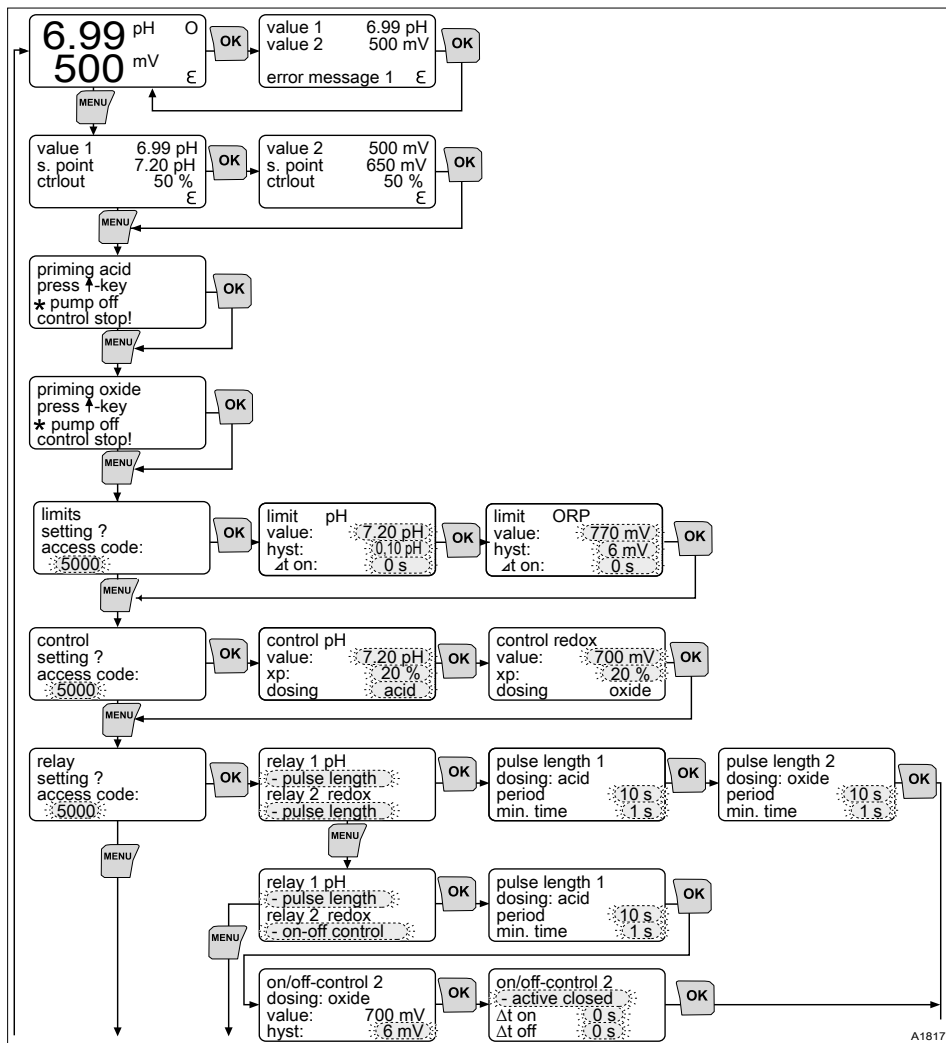 6.99 pH O
500 mV
ε
OK
value 1 6.99 pH
value 2 500 mV
error message 1 ε
OK
MENU
value 1 6.99 pH
s. point 7.20 pH
ctrlout 50 %
ε
OK
value 2 500 mV
s. point 650 mV
ctrlout 50 %
ε
OK
MENU
priming acid
press ↑-key
* pump off
control stop!
OK
MENU
priming oxide
press ↑-key
* pump off
control stop!
OK
MENU
limits
setting ?
access code:
5000
OK
limit pH
value: 7.20 pH
hyst: 0.10 pH
⊿t on: 0 s
OK
limit ORP
value: 770 mV
hyst: 6 mV
⊿t on: 0 s
OK
MENU
control
setting ?
access code:
5000
OK
control pH
value: 7.20 pH
xp: 20 %
dosing acid
OK
control redox
value: 700 mV
xp: 20 %
dosing oxide
OK
MENU
relay
setting ?
access code:
5000
OK
relay 1 pH
- pulse length
relay 2 redox
- pulse length
OK
pulse length 1
dosing: acid
period 10 s
min. time 1 s
OK
pulse length 2
dosing: oxide
period 10 s
min. time 1 s
OK
MENU
MENU
relay 1 pH
- pulse length
relay 2 redox
- on-off control
OK
pulse length 1
dosing: acid
period 10 s
min. time 1 s
OK
MENU
on/off-control 2
dosing: oxide
value: 700 mV
hyst: 6 mV
OK
on/off-control 2
- active closed
Δt on 0 s
Δt off 0 s
OK
A1817